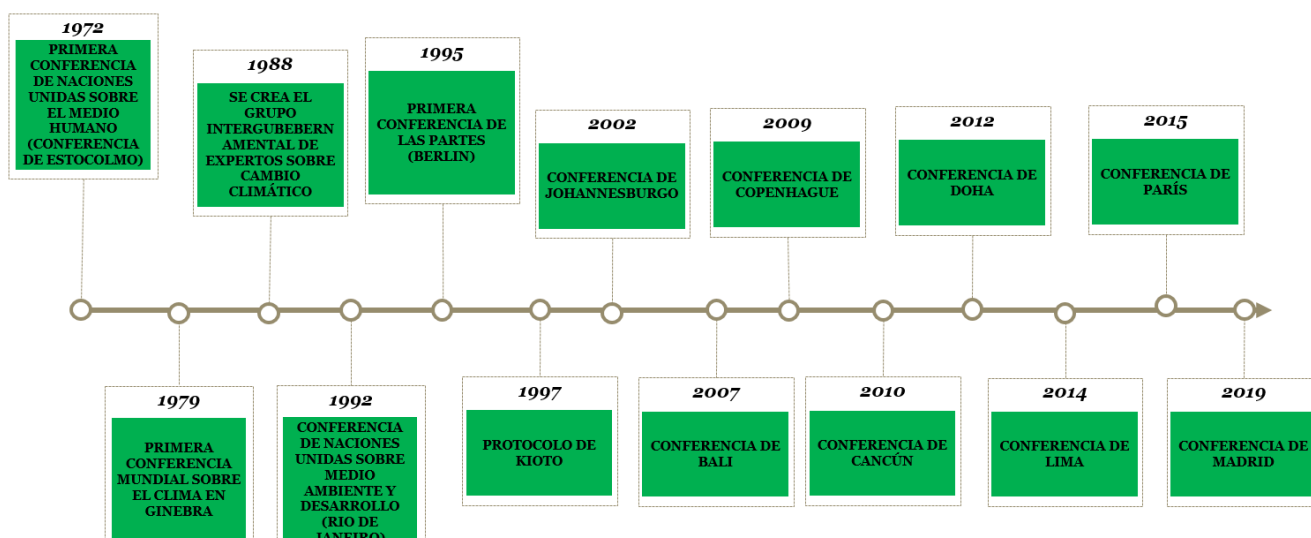 1972
PRIMERA
CONFERENCIA
DE NACIONES
UNIDAS SOBRE
EL MEDIO
HUMANO
(CONFERENCIA
DE ESTOCOLMO)
1988
SE CREA EL
GRUPO
INTERGUBEBERN
AMENTAL DE
EXPERTOS SOBRE
CAMBIO
CLIMÁTICO
1995
PRIMERA
CONFERENCIA DE
LAS PARTES
(BERLIN)
2002
CONFERENCIA DE
JOHANNESBURGO
2009
CONFERENCIA DE
COPENHAGUE
2012
CONFERENCIA DE
DOHA
2015
CONFERENCIA DE
PARÍS
1979
PRIMERA
CONFERENCIA
MUNDIAL SOBRE
EL CLIMA EN
GINEBRA
1992
CONFERENCIA
DE NACIONES
UNIDAS SOBRE
MEDIO
AMBIENTE Y
DESARROLLO
(RIO DE
JANEIRO)
1997
PROTOCOLO DE
KIOTO
2007
CONFERENCIA DE
BALI
2010
CONFERENCIA DE
CANCÚN
2014
CONFERENCIA DE
LIMA
2019
CONFERENCIA DE
MADRID